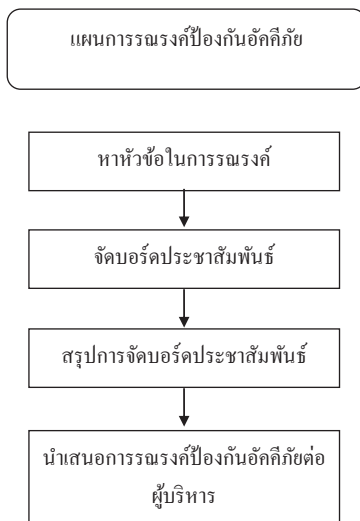 แผนการรณรงค์ป้องกันอัคคีภัย
หาหัวข้อในการรณรงค์
จัดบอร์ดประชาสัมพันธ์
สรุปการจัดบอร์ดประชาสัมพันธ์
นำเสนอการรณรงค์ป้องกันอัคคีภัยต่อ
ผู้บริหาร